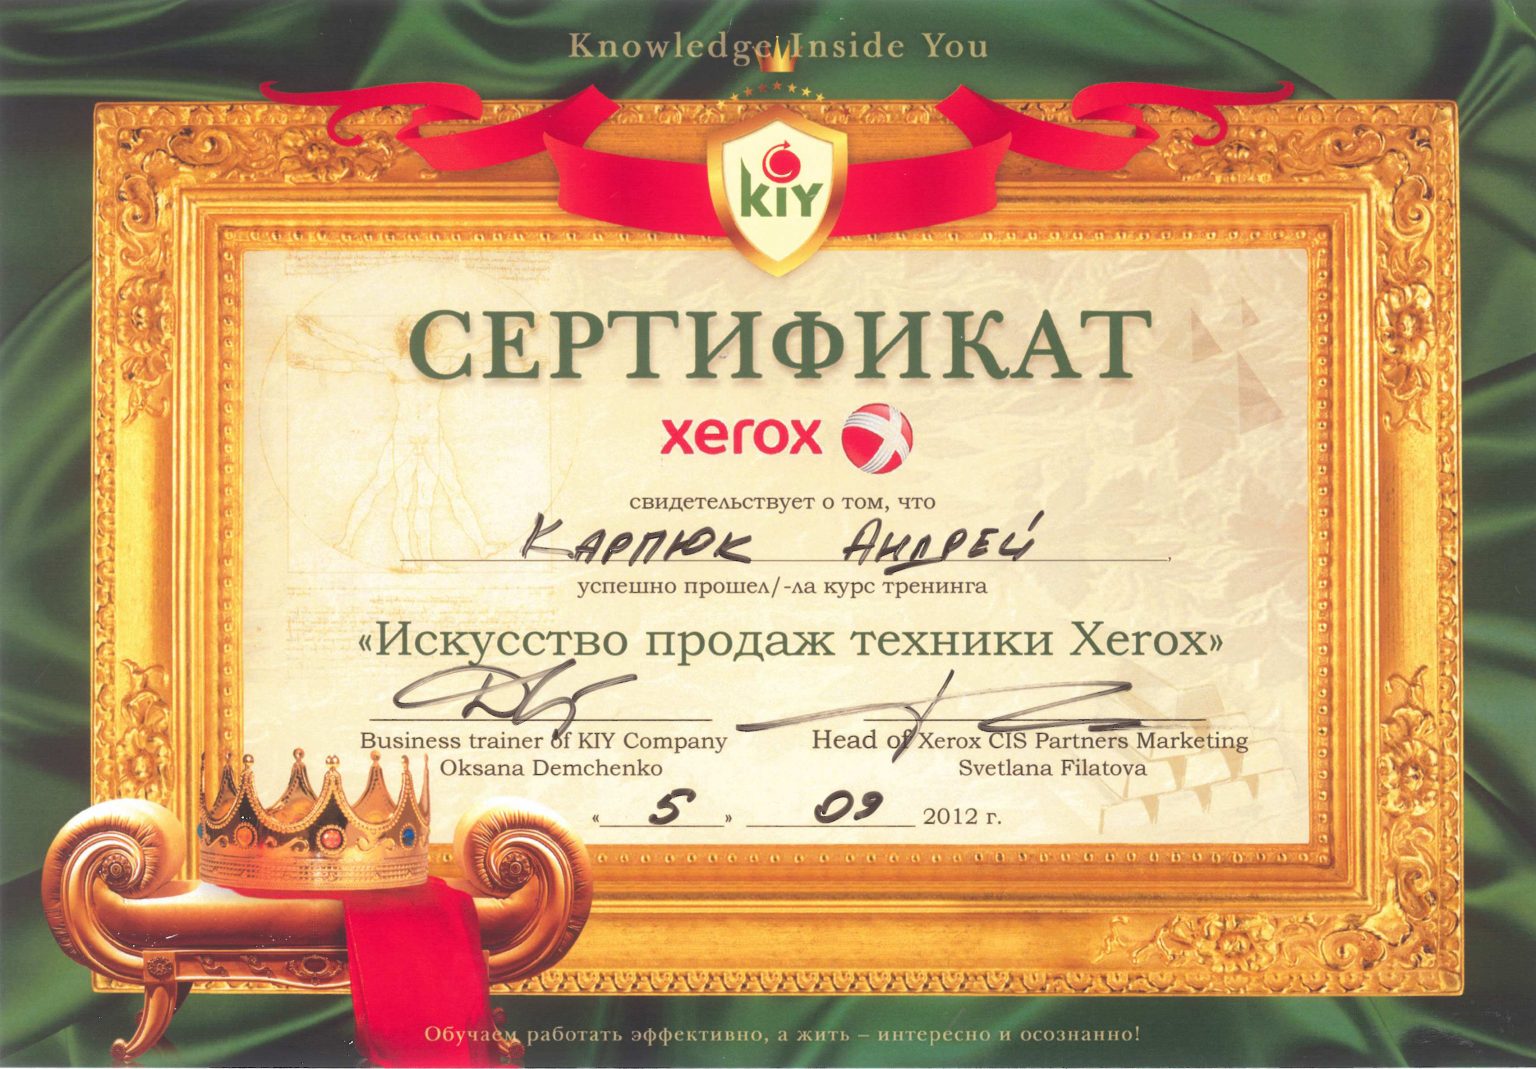 Knowledge Inside You
KIY
СЕРТИФИКАТ
xerox
свидетельствует о том, что
Карпюк Андрей,
успешно прошел/-ла курс тренинга
«Искусство продаж техники Xerox»
Business trainer of KIY Company
Oksana Demchenko
Head of Xerox CIS Partners Marketing
Svetlana Filatova
« 5 » 09 2012 г.
Обучаем работать эффективно, а жить – интересно и осознанно!